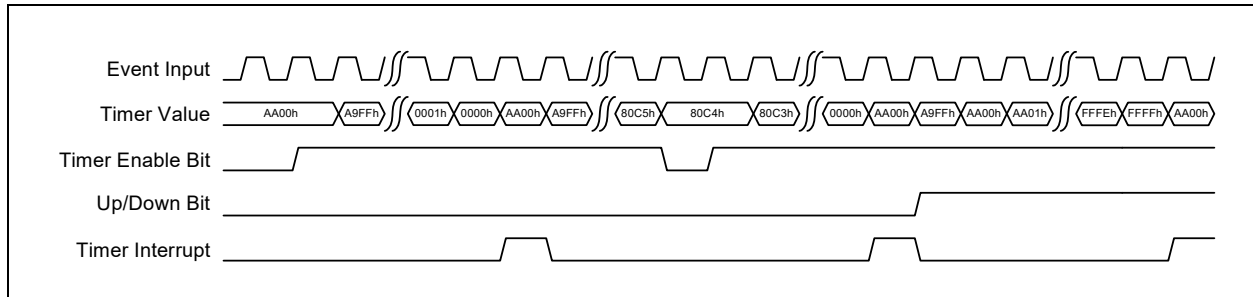 Event Input
Timer Value AA00h A9FFh 0001h 0000h AA00h A9FFh 80C5h 80C4h 80C3h 0000h AA00h A9FFh AA00h AA01h FFFEh FFFFh AA00h
Timer Enable Bit
Up/Down Bit
Timer Interrupt